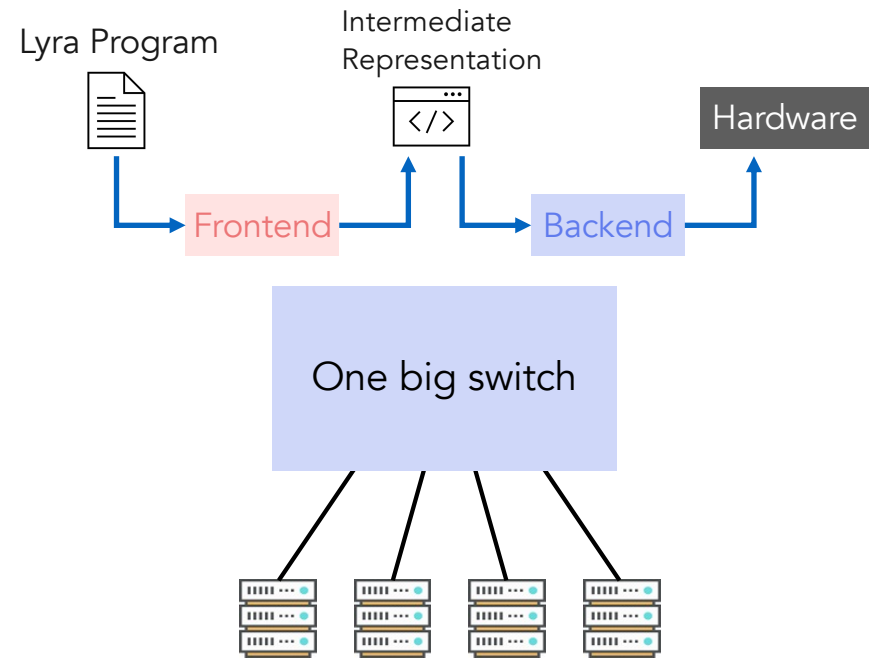 Lyra Program
Intermediate
Representation
</>
Hardware
Frontend
Backend
One big switch